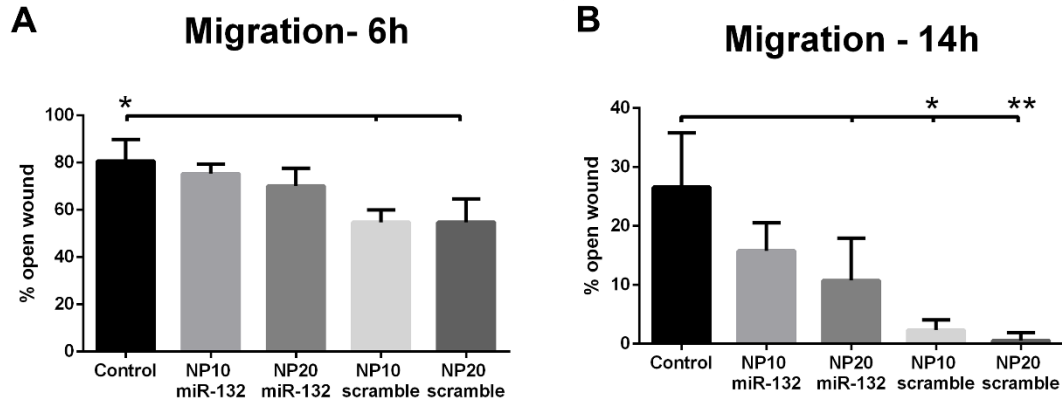 A
Migration- 6h
*
100
80
60
40
20
0
% open wound
Control
NP10
miR-132
NP20
miR-132
NP10
scramble
NP20
scramble
B
Migration - 14h
*
**
40
30
20
10
0
% open wound
Control
NP10
miR-132
NP20
miR-132
NP10
scramble
NP20
scramble